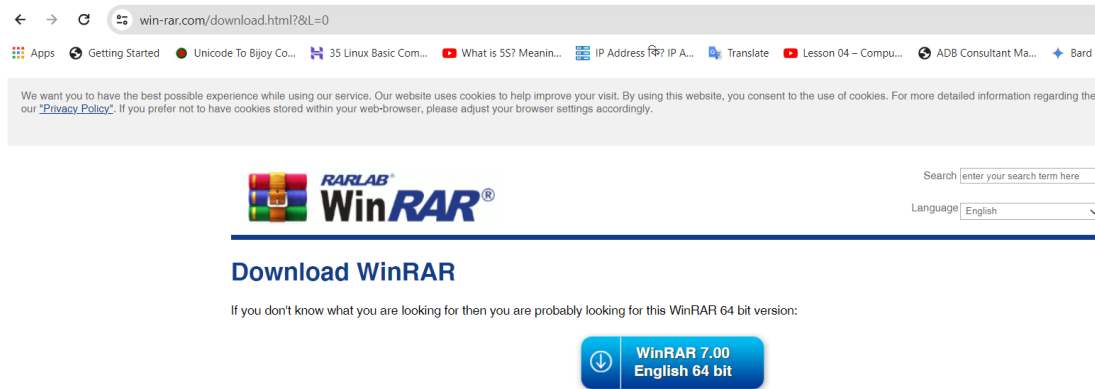 win-rar.com/download.html?&L=0
Apps Getting Started Unicode To Bijoy Co... 35 Linux Basic Com... What is SS? Meanin... IP Address কি? IP A... Translate Lesson 04 – Compu... ADB Consultant Ma... Bard
We want you to have the best possible experience while using our service. Our website uses cookies to help improve your visit. By using this website, you consent to the use of cookies. For more detailed information regarding the
our "Privacy Policy". If you prefer not to have cookies stored within your web-browser, please adjust your browser settings accordingly.
RARLAB®
WinRAR®
Search enter your search term here
Language English
Download WinRAR
If you don't know what you are looking for then you are probably looking for this WinRAR 64 bit version:
WinRAR 7.00
English 64 bit